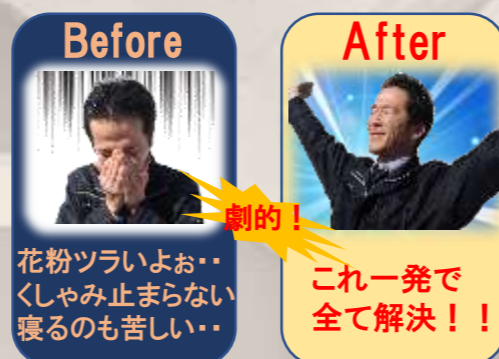 Before
花粉ツラいよぉ・・
くしゃみ止まらない
寝るのも苦しい・・
劇的！
After
これ一発で
全て解決！！